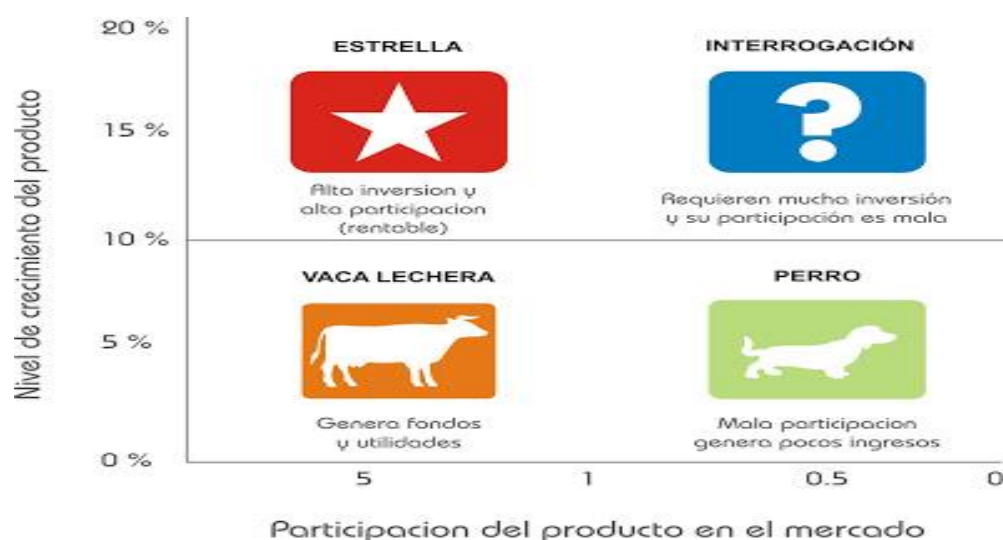 20 %
ESTRELLA
INTERROGACIÓN
?
15 %
Alta inversion y
alta participacion
(rentable)
Requieren mucha inversión
y su participación es mala
10 %
VACA LECHERA
PERRO
5 %
Genera fondos
y utilidades
Mala participacion
genera pocos ingresos
0 %
5 1 0.5 0
Nivel de crecimiento del producto
Participacion del producto en el mercado